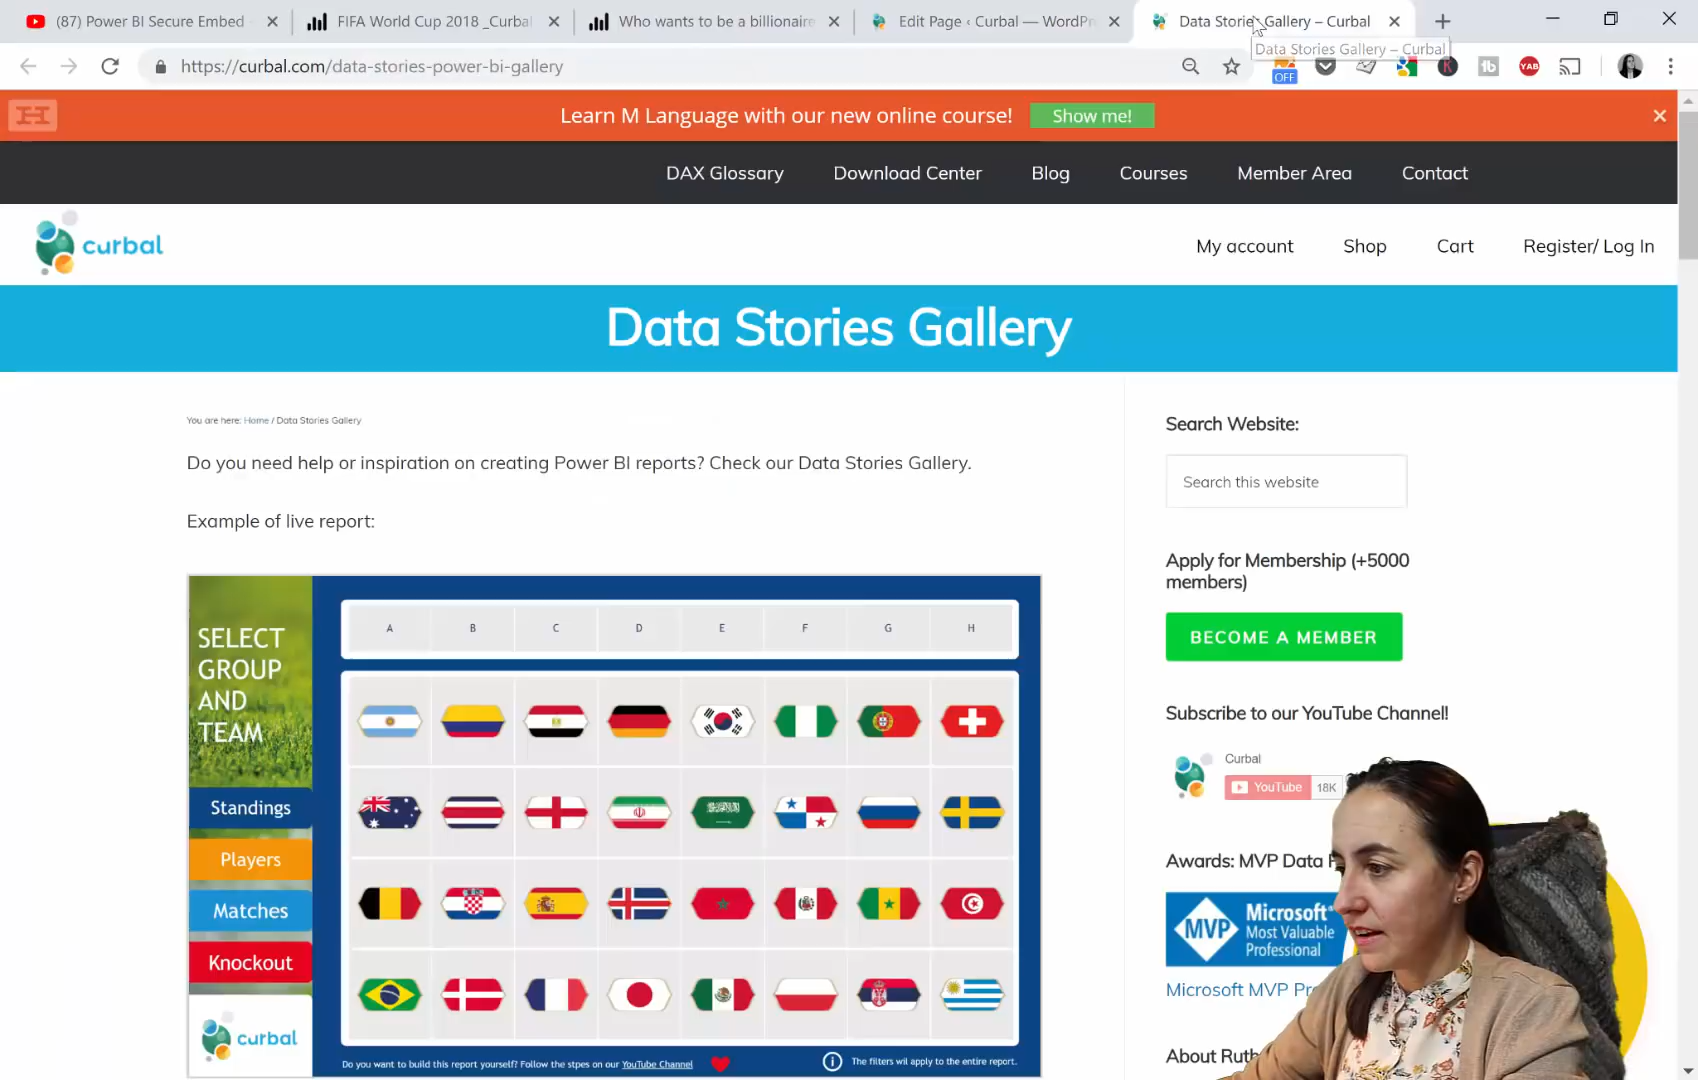 (87) Power BI Secure Embed -
FIFA World Cup 2018 _Curbal
Who wants to be a billionaire
Edit Page ‹ Curbal — WordPr
Data Stories Gallery – Curbal
Data Stories Gallery – Curbal
https://curbal.com/data-stories-power-bi-gallery
OFF
K
tb
YAB
Learn M Language with our new online course!
Show me!
DAX Glossary
Download Center
Blog
Courses
Member Area
Contact
curbal
My account
Shop
Cart
Register/ Log In
Data Stories Gallery
You are here: Home / Data Stories Gallery
Do you need help or inspiration on creating Power BI reports? Check our Data Stories Gallery.
Example of live report:
SELECT
GROUP
AND
TEAM
A B C D E F G H
Standings
Players
Matches
Knockout
curbal
Do you want to build this report yourself? Follow the stpes on our YouTube Channel
The filters wil apply to the entire report.
Search Website:
Search this website
Apply for Membership (+5000
members)
BECOME A MEMBER
Subscribe to our YouTube Channel!
Curbal
YouTube 18K
Awards: MVP Data
MVP
Microsoft®
Most Valuable
Professional
Microsoft MVP
About Ruth